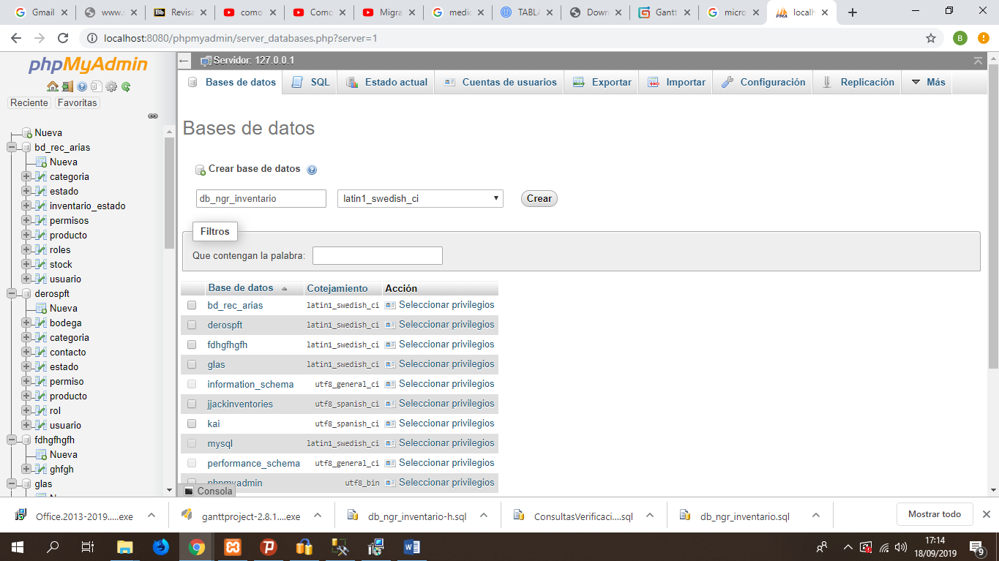 Gmail
www.s
Revisa
como
Como
Migra
medic
TABLA
Down
Gantt
micro
localh
localhost:8080/phpmyadmin/server_databases.php?server=1
B
phpMyAdmin
Reciente
Favoritas
Nueva
bd_rec_arias
Nueva
categoria
estado
inventario_estado
permisos
producto
roles
stock
usuario
derospft
Nueva
bodega
categoria
contacto
estado
permiso
producto
rol
usuario
fdhgfhgfh
Nueva
ghfgh
glas
Servidor: 127.0.0.1
Bases de datos
SQL
Estado actual
Cuentas de usuarios
Exportar
Importar
Configuración
Replicación
Más
Bases de datos
Crear base de datos
db_ngr_inventario
latin1_swedish_ci
Crear
Filtros
Que contengan la palabra:
Base de datos Cotejamiento Acción
bd_rec_arias latin1_swedish_ci Seleccionar privilegios
derospft latin1_swedish_ci Seleccionar privilegios
fdhgfhgfh latin1_swedish_ci Seleccionar privilegios
glas latin1_swedish_ci Seleccionar privilegios
information_schema utf8_general_ci Seleccionar privilegios
jjackinventories utf8_spanish_ci Seleccionar privilegios
kai utf8_spanish_ci Seleccionar privilegios
mysql latin1_swedish_ci Seleccionar privilegios
performance_schema utf8_general_ci Seleccionar privilegios
phpmyadmin utf8_bin Seleccionar privilegios
Consola
Office.2013-2019.....exe
ganttproject-2.8.1....exe
db_ngr_inventario-h.sql
ConsultasVerificaci....sql
db_ngr_inventario.sql
Mostrar todo
17:14
18/09/2019
9